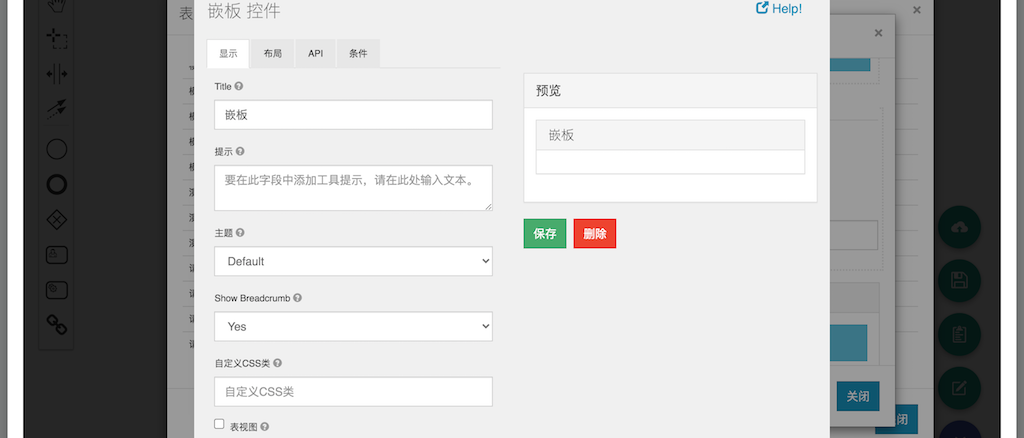 表
嵌板 控件
Help!
×
×
显示
布局
API
条件
Title
嵌板
提示
要在此字段中添加工具提示，请在此处输入文本。
主题
Default
Show Breadcrumb
Yes
自定义CSS类
自定义CSS类
表视图
预览
嵌板
保存
删除
关闭
闭